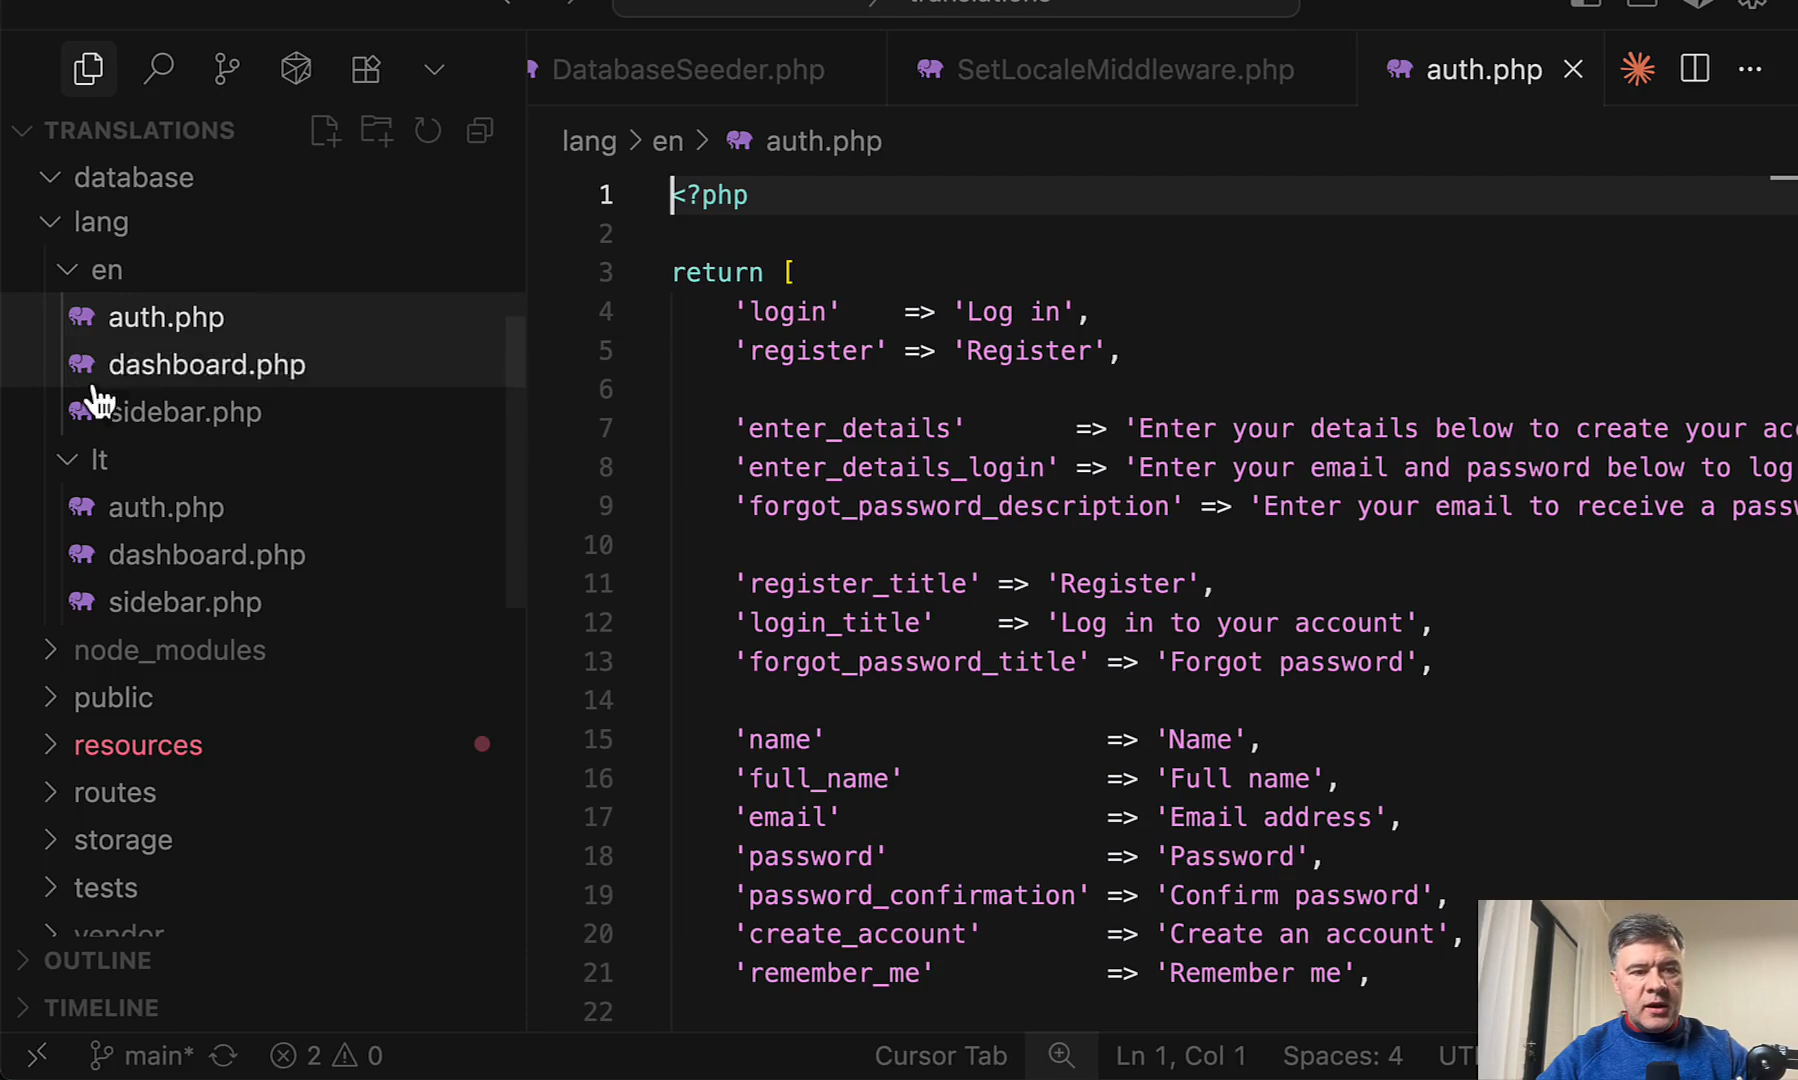 translations
DatabaseSeeder.php
SetLocaleMiddleware.php
auth.php
TRANSLATIONS
database
lang
en
auth.php
dashboard.php
sidebar.php
lt
auth.php
dashboard.php
sidebar.php
node_modules
public
resources
routes
storage
tests
vendor
OUTLINE
TIMELINE
lang > en > auth.php
1 <?php
2
3 return [
4 'login' => 'Log in',
5 'register' => 'Register',
6
7 'enter_details' => 'Enter your details below to create your acc
8 'enter_details_login' => 'Enter your email and password below to log
9 'forgot_password_description' => 'Enter your email to receive a passw
10
11 'register_title' => 'Register',
12 'login_title' => 'Log in to your account',
13 'forgot_password_title' => 'Forgot password',
14
15 'name' => 'Name',
16 'full_name' => 'Full name',
17 'email' => 'Email address',
18 'password' => 'Password',
19 'password_confirmation' => 'Confirm password',
20 'create_account' => 'Create an account',
21 'remember_me' => 'Remember me',
22
main* 2 0 Cursor Tab Ln 1, Col 1 Spaces: 4 UT